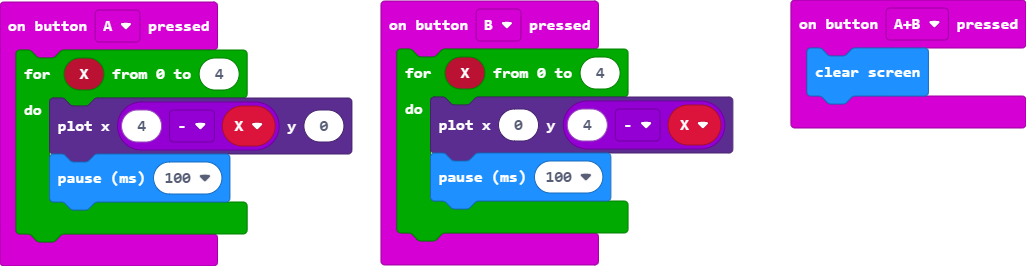 on button A pressed
for X from 0 to 4
do
plot x 4 - X y 0
pause (ms) 100
on button B pressed
for X from 0 to 4
do
plot x 0 y 4 - X
pause (ms) 100
on button A+B pressed
clear screen